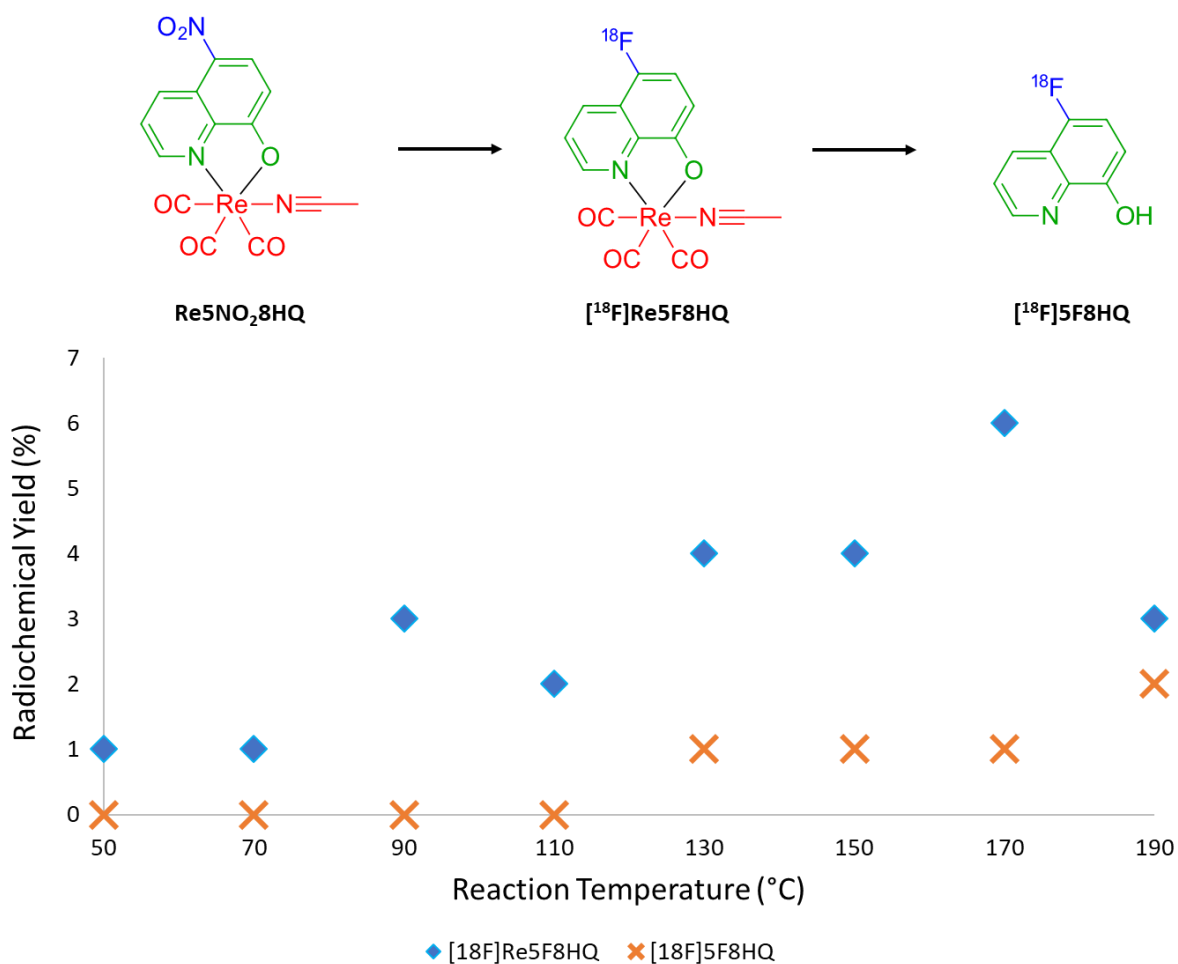 O₂N
N
O
OC
Re
N
OC
CO
¹⁸F
N
O
OC
Re
N
OC
CO
¹⁸F
N
OH
Re5NO₂8HQ
[¹⁸F]Re5F8HQ
[¹⁸F]5F8HQ
Radiochemical Yield (%)
7
6
5
4
3
2
1
0
50 70 90 110 130 150 170 190
Reaction Temperature (°C)
[18F]Re5F8HQ [18F]5F8HQ